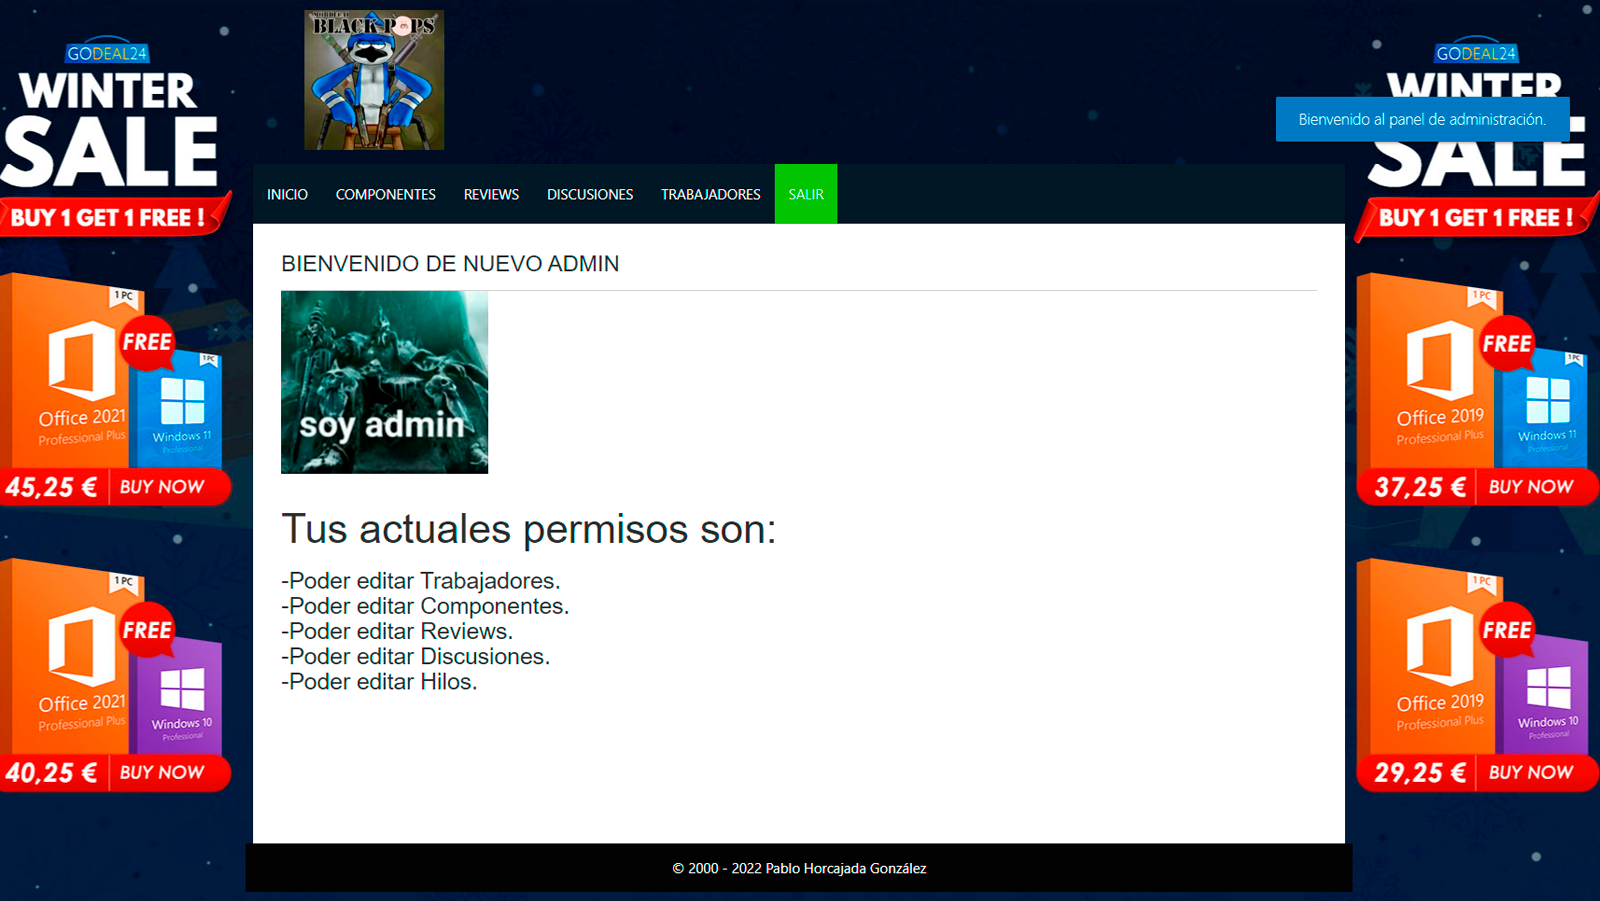 MORDECAI
BLACK POPS
GODEAL24
WINTER
SALE
BUY 1 GET 1 FREE !
1 PC
FREE
1 PC
Office 2021
Professional Plus
Windows 11
Professional
45,25 € BUY NOW
1 PC
FREE
Office 2021
Professional Plus
Windows 10
Professional
40,25 € BUY NOW
Bienvenido al panel de administración.
INICIO COMPONENTES REVIEWS DISCUSIONES TRABAJADORES SALIR
BIENVENIDO DE NUEVO ADMIN
soy admin
Tus actuales permisos son:
-Poder editar Trabajadores.
-Poder editar Componentes.
-Poder editar Reviews.
-Poder editar Discusiones.
-Poder editar Hilos.
© 2000 - 2022 Pablo Horcajada González
GODEAL24
WINTER
SALE
BUY 1 GET 1 FREE !
1 PC
FREE
1 PC
Office 2019
Professional Plus
Windows 11
Professional
37,25 € BUY NOW
1 PC
FREE
Office 2019
Professional Plus
Windows 10
Professional
29,25 € BUY NOW